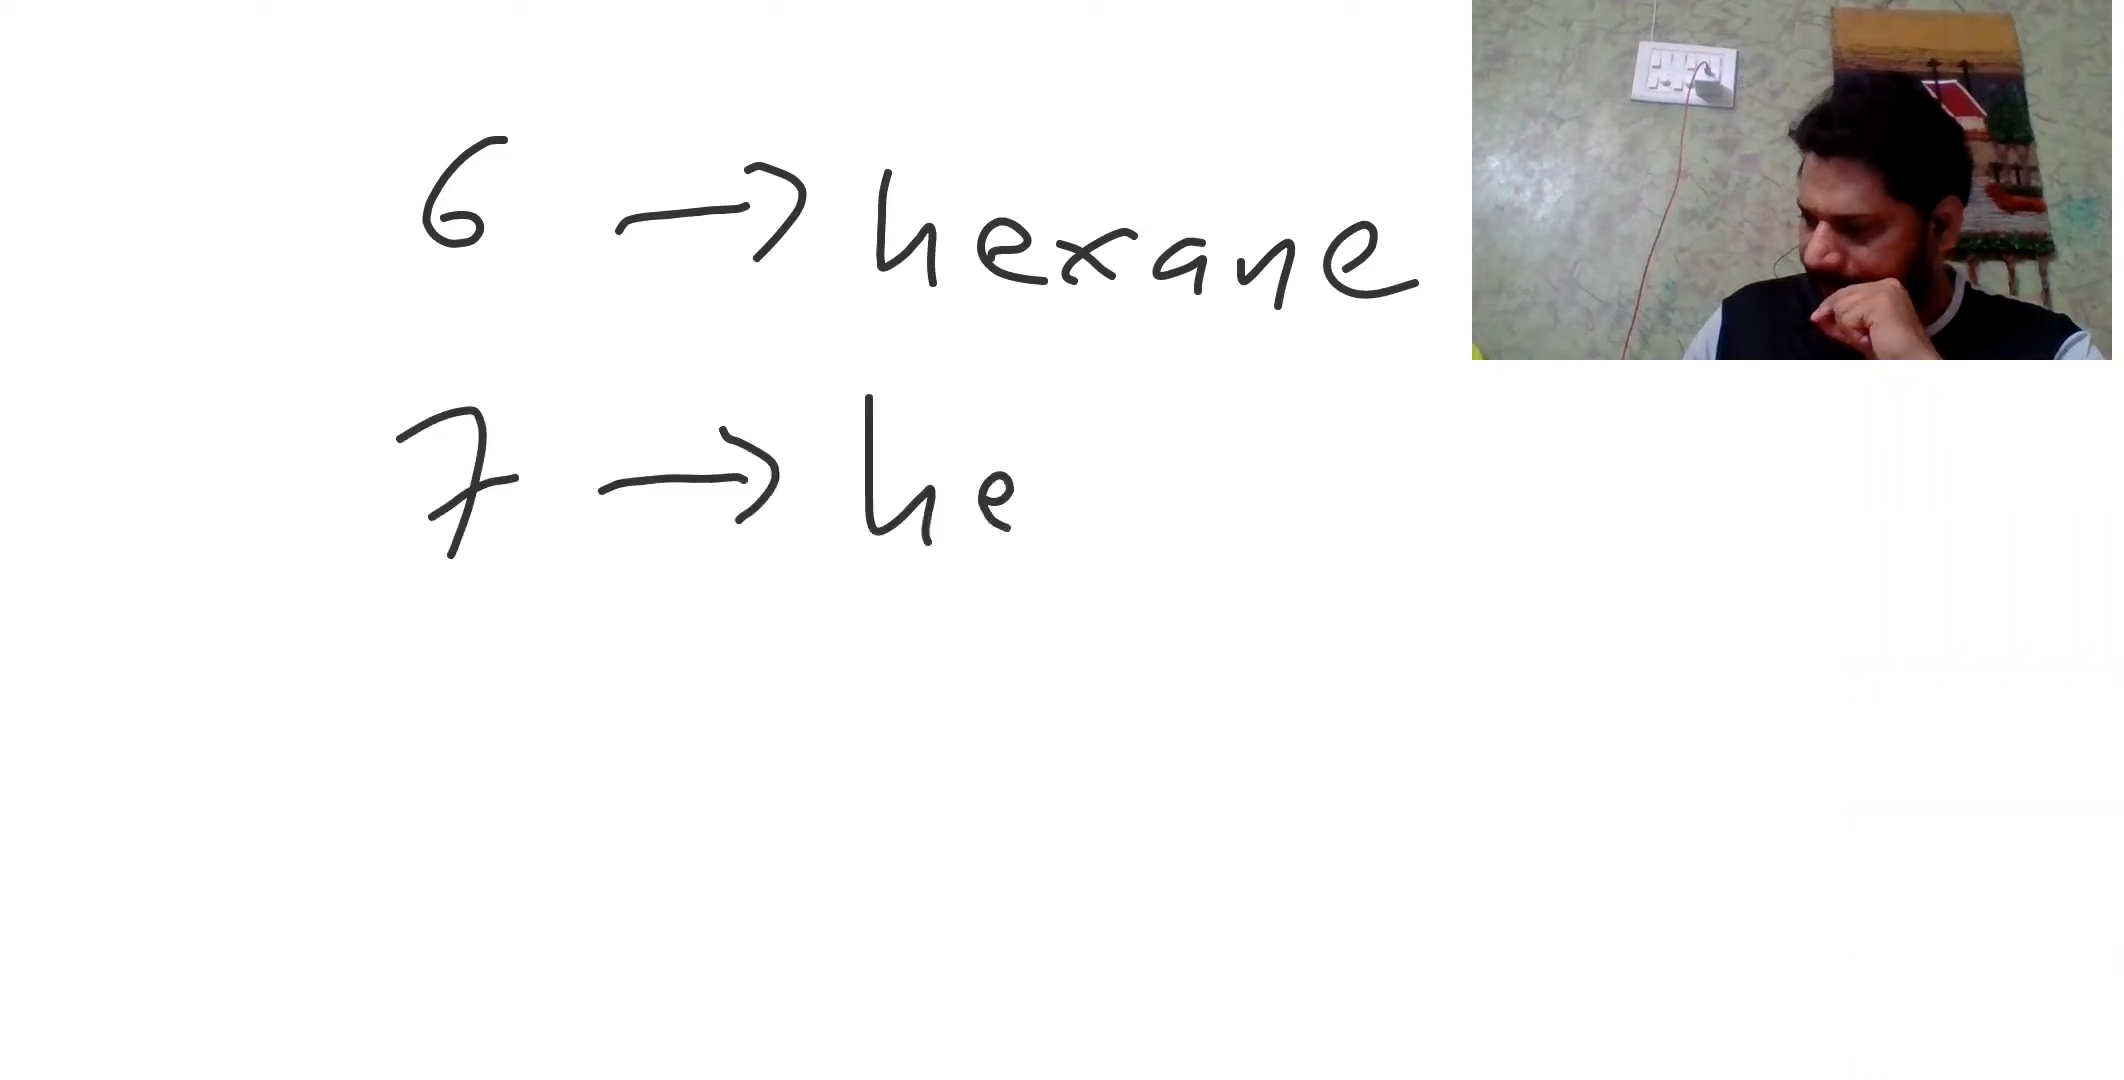 6 → hexane
7 → he